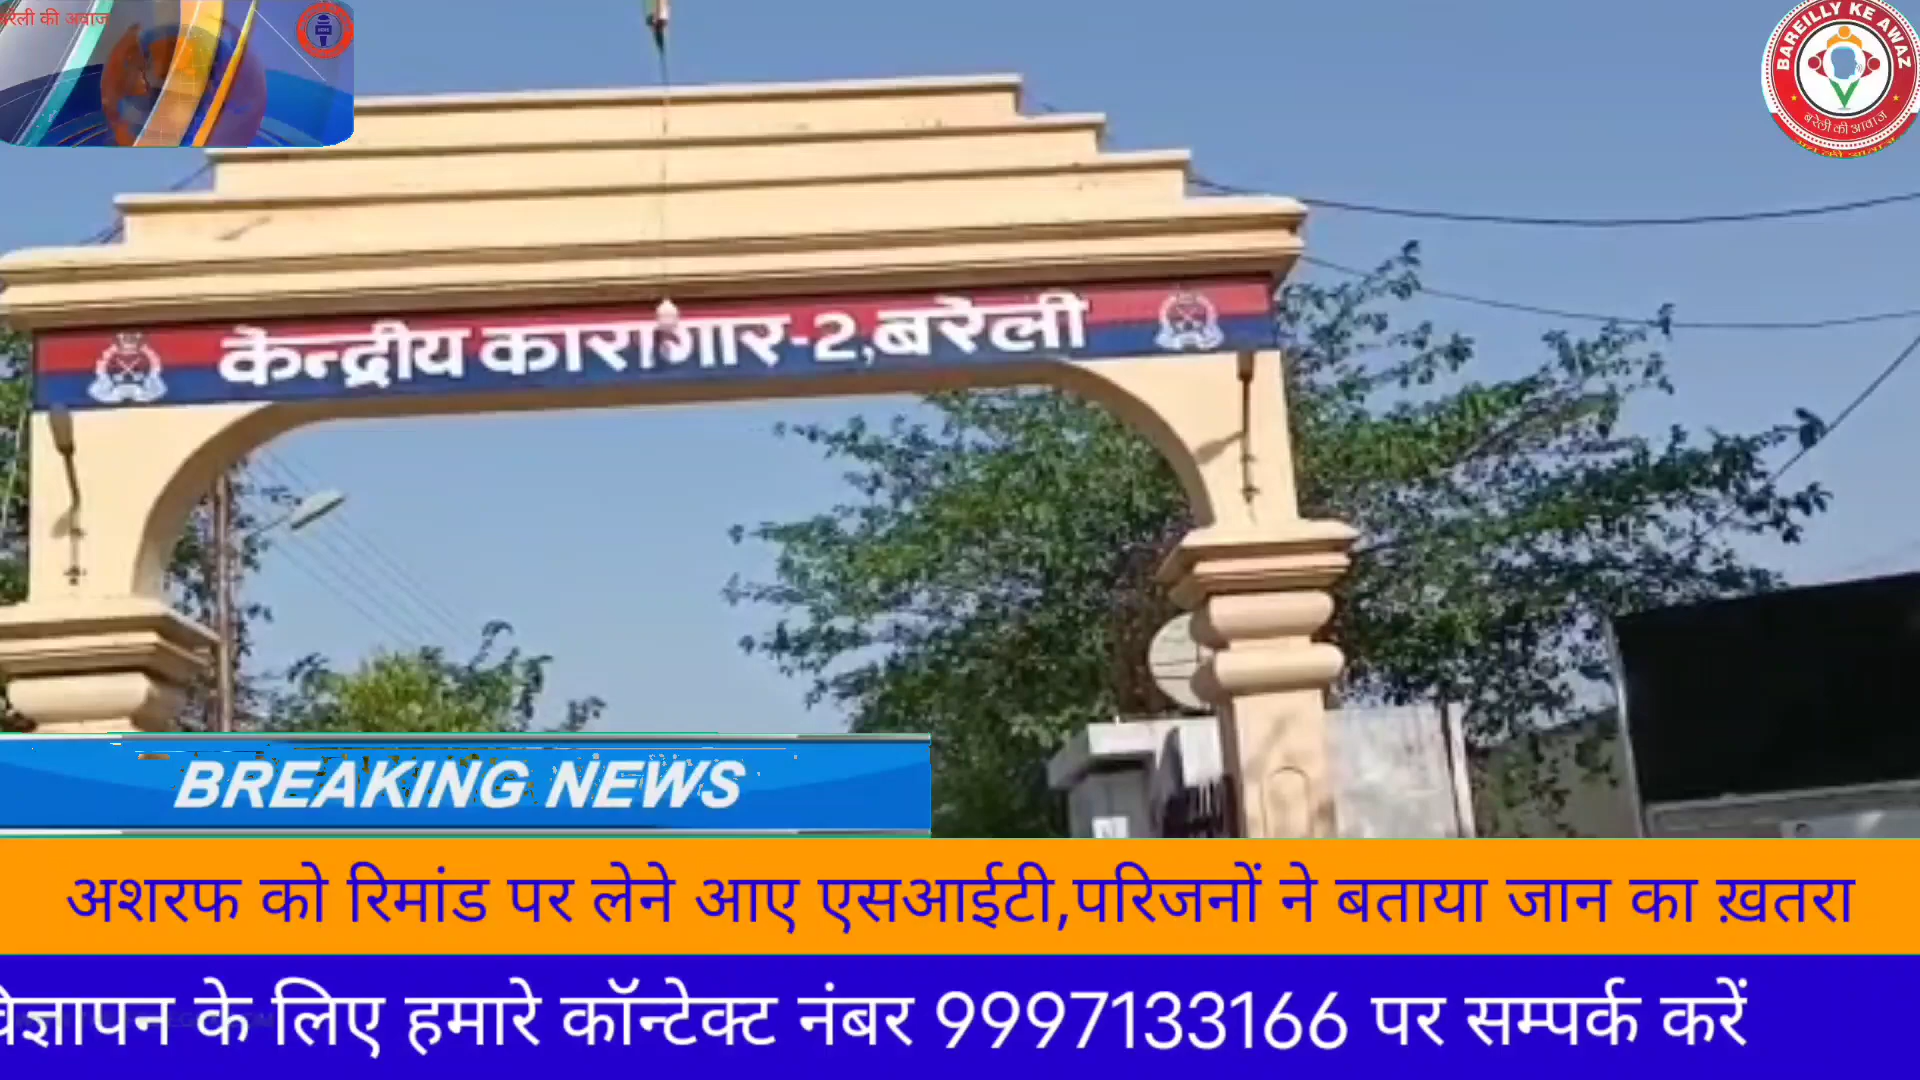 बरेली की अवाज
BAREILLY KE AWAZ
बरेली की आवाज
केन्द्रीय कारागार-2,बरेली
BREAKING NEWS
अशरफ को रिमांड पर लेने आए एसआईटी,परिजनों ने बताया जान का ख़तरा
विज्ञापन के लिए हमारे कॉन्टेक्ट नंबर 9997133166 पर सम्पर्क करें